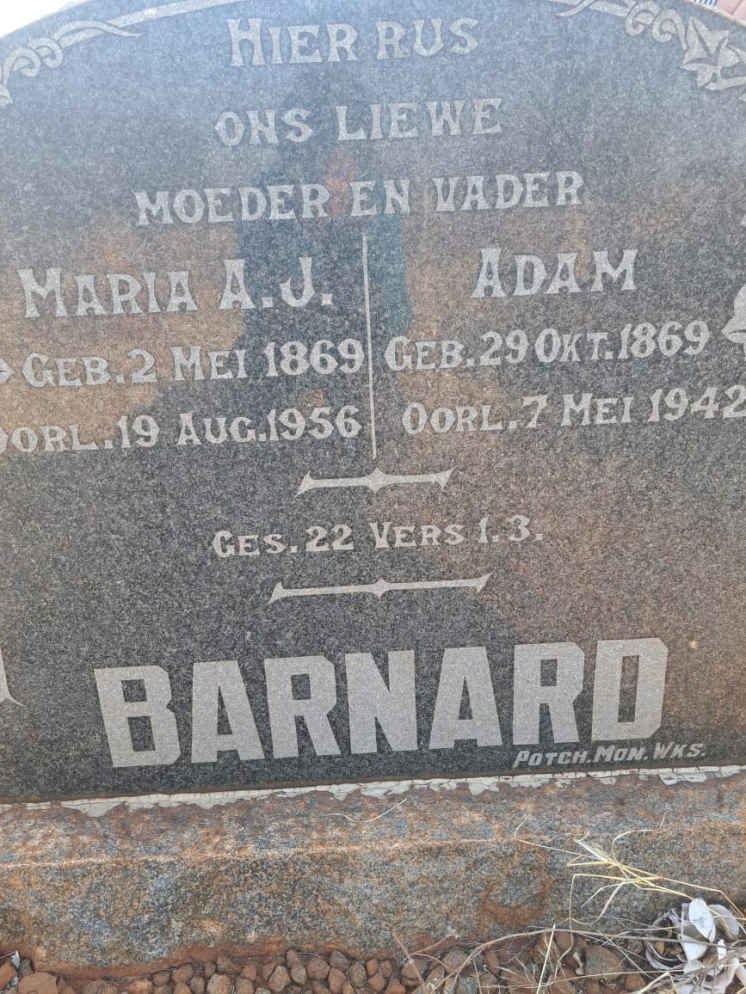 HIER RUS
ONS LIEWE
MOEDER EN VADER
MARIA A.J.
GEB. 2 MEI 1869
OORL. 19 AUG. 1956
ADAM
GEB. 29 OKT. 1869
OORL. 7 MEI 1942
GES. 22 VERS 1. 3.
BARNARD
POTCH. MON. WKS.